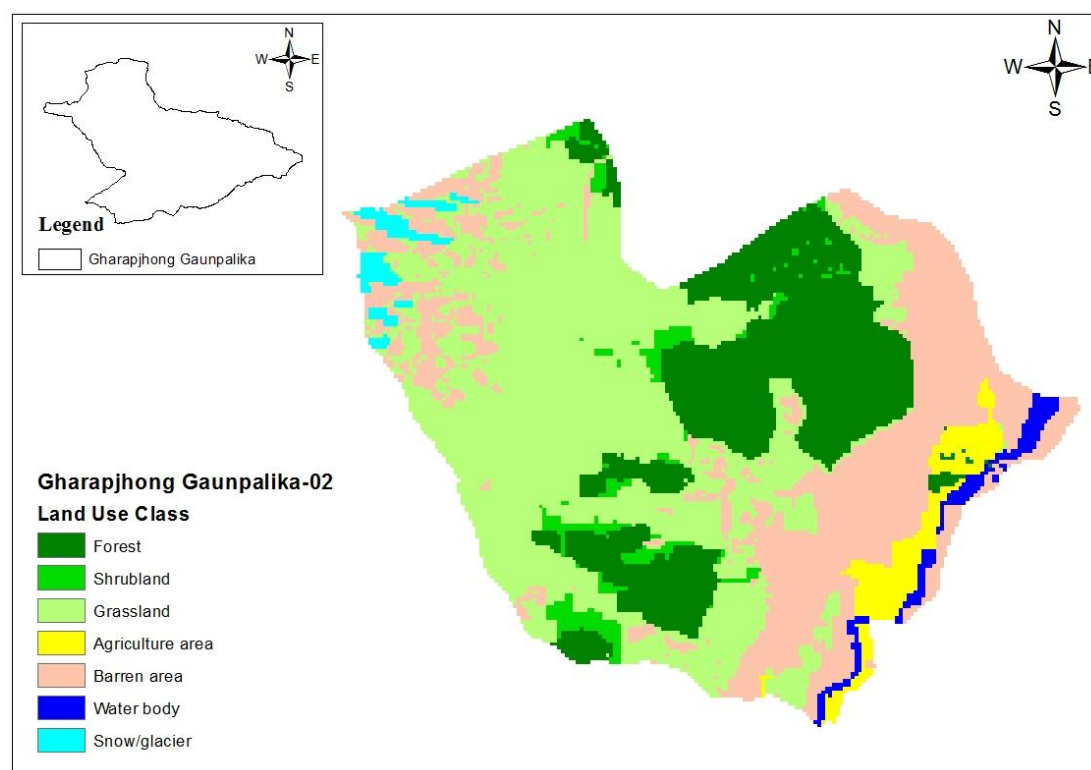 N
W E
S
Legend
Gharapjhong Gaunpalika
N
W E
S
Gharapjhong Gaunpalika-02
Land Use Class
Forest
Shrubland
Grassland
Agriculture area
Barren area
Water body
Snow/glacier